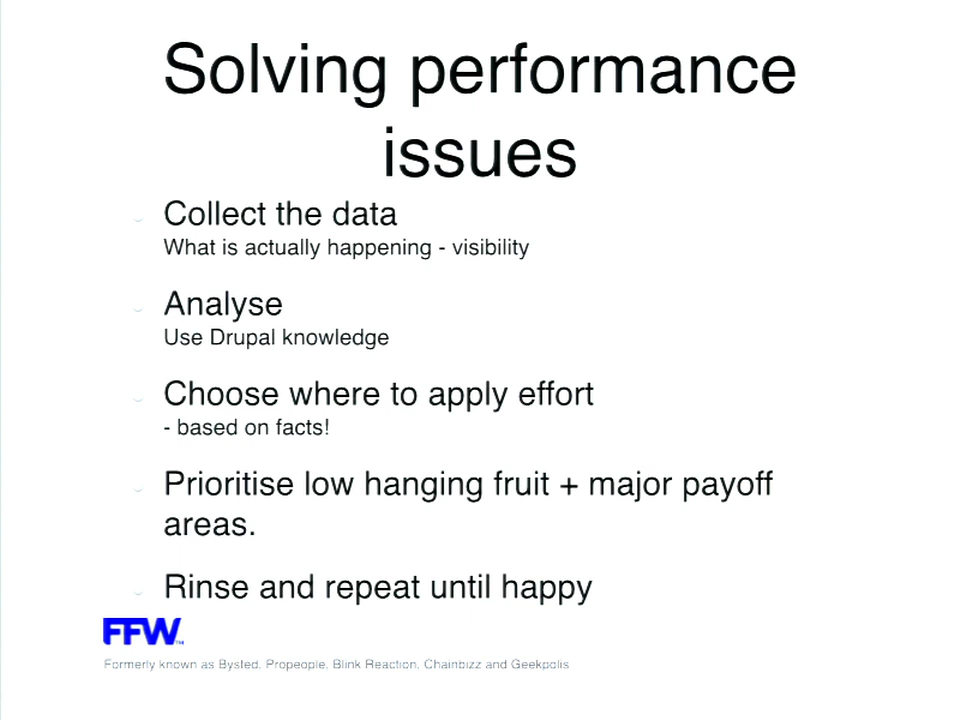 Solving performance
issues
Collect the data
What is actually happening - visibility
Analyse
Use Drupal knowledge
Choose where to apply effort
- based on facts!
Prioritise low hanging fruit + major payoff
areas.
Rinse and repeat until happy
FFW™
Formerly known as Bysted, Propeople, Blink Reaction, Chainbizz and Geekpolis